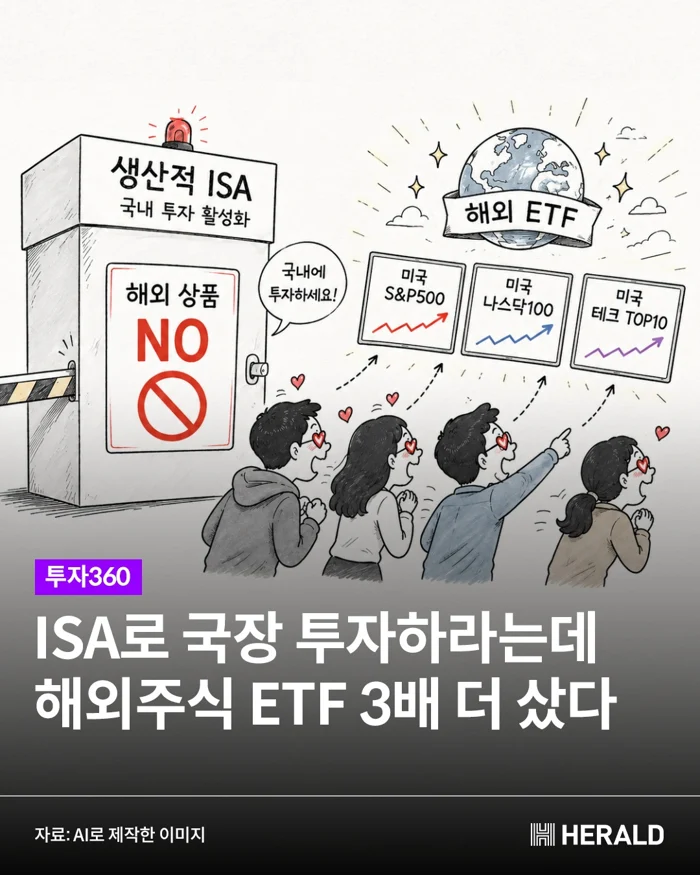 생산적 ISA
국내 투자 활성화
해외 상품
NO
국내에
투자하세요!
해외 ETF
미국
S&P500
미국
나스닥100
미국
테크 TOP10
투자360
ISA로 국장 투자하라는데
해외주식 ETF 3배 더 샀다
자료: AI로 제작한 이미지
HERALD